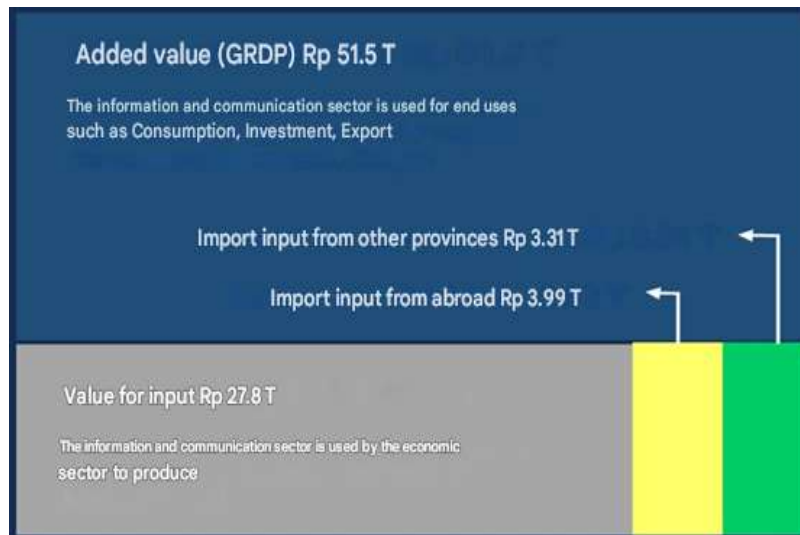 Added value (GRDP) Rp 51.5 T
The information and communication sector is used for end uses
such as Consumption, Investment, Export
Import input from other provinces Rp 3.31 T
Import input from abroad Rp 3.99 T
Value for input Rp 27.8 T
The information and communication sector is used by the economic
sector to produce